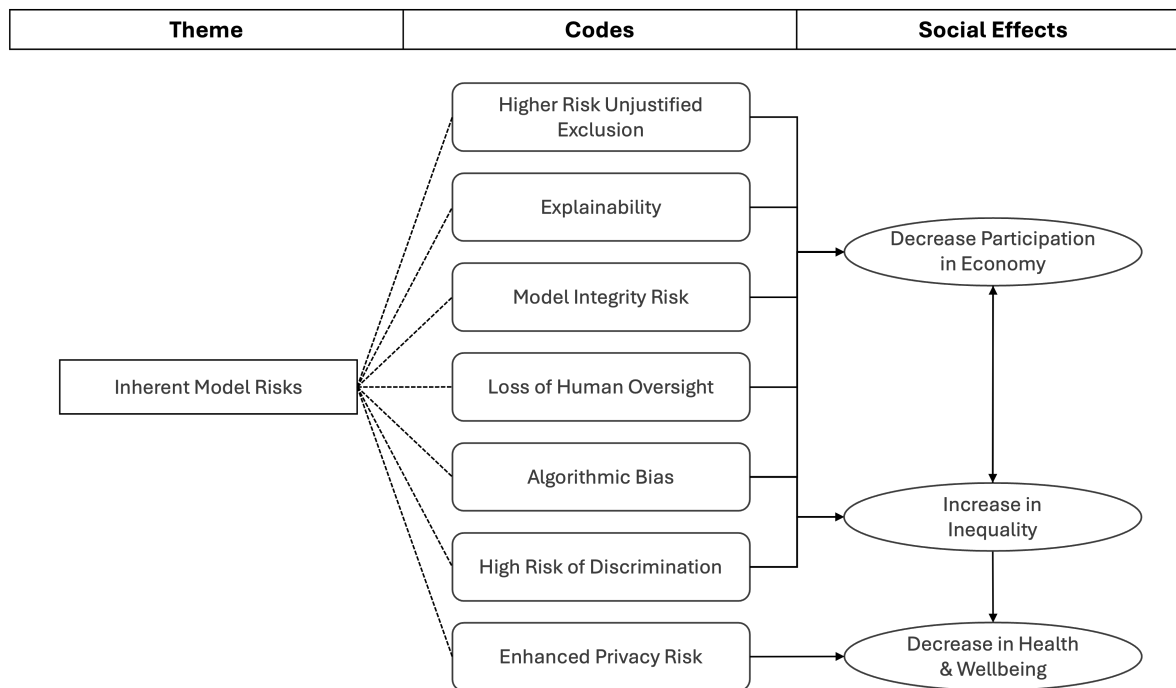 Theme
Codes
Social Effects
Higher Risk Unjustified
Exclusion
Explainability
Decrease Participation
in Economy
Model Integrity Risk
Inherent Model Risks
Loss of Human Oversight
Algorithmic Bias
Increase in
Inequality
High Risk of Discrimination
Enhanced Privacy Risk
Decrease in Health
& Wellbeing